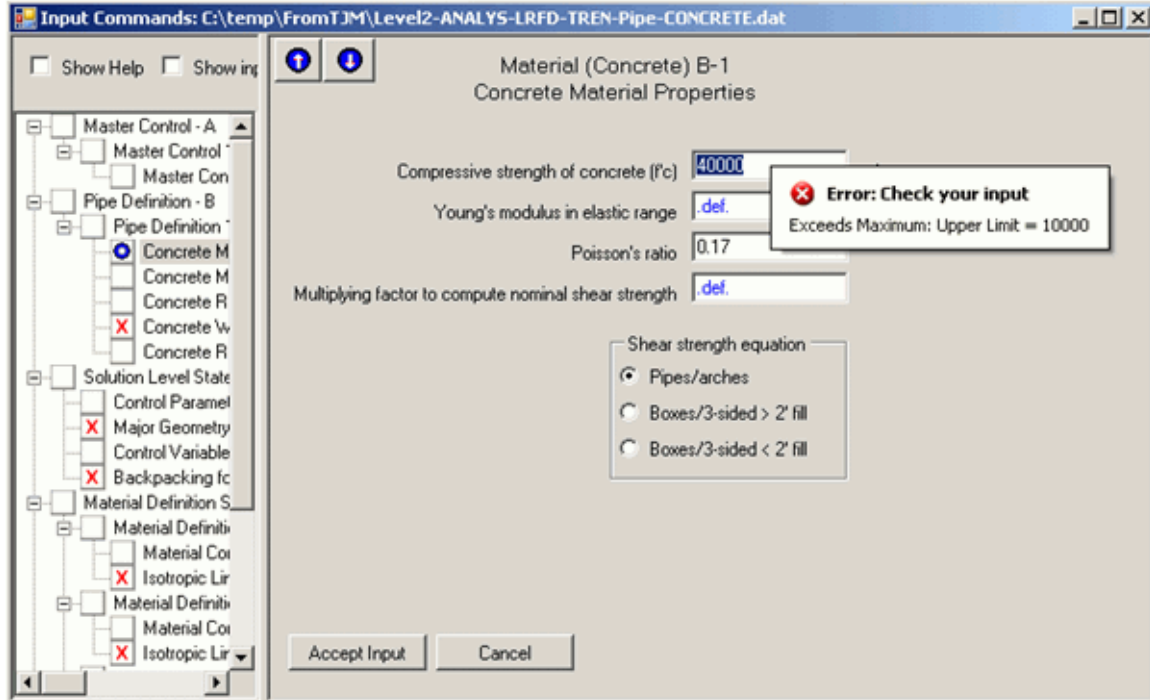 Input Commands: C:\temp\FromTJM\Level2-ANALYS-LRFD-TREN-Pipe-CONCRETE.dat
Show Help Show inp
Master Control - A
Master Control
Master Con
Pipe Definition - B
Pipe Definition
Concrete M
Concrete M
Concrete R
X Concrete W
Concrete R
Solution Level State
Control Paramet
X Major Geometry
Control Variable
X Backpacking fo
Material Definition S
Material Definiti
Material Cor
X Isotropic Lin
Material Definiti
Material Cor
X Isotropic Lin
Material (Concrete) B-1
Concrete Material Properties
Compressive strength of concrete (f'c) 40000
Young's modulus in elastic range .def.
Poisson's ratio 0.17
Multiplying factor to compute nominal shear strength .def.
Error: Check your input
Exceeds Maximum: Upper Limit = 10000
Shear strength equation
Pipes/arches
Boxes/3-sided > 2' fill
Boxes/3-sided < 2' fill
Accept Input Cancel